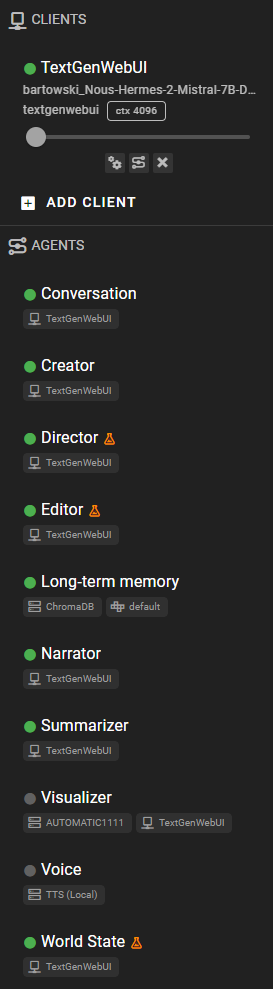 CLIENTS
TextGenWebUI
bartowski_Nous-Hermes-2-Mistral-7B-D...
textgenwebui ctx 4096
ADD CLIENT
AGENTS
Conversation
TextGenWebUI
Creator
TextGenWebUI
Director
TextGenWebUI
Editor
TextGenWebUI
Long-term memory
ChromaDB default
Narrator
TextGenWebUI
Summarizer
TextGenWebUI
Visualizer
AUTOMATIC1111 TextGenWebUI
Voice
TTS (Local)
World State
TextGenWebUI